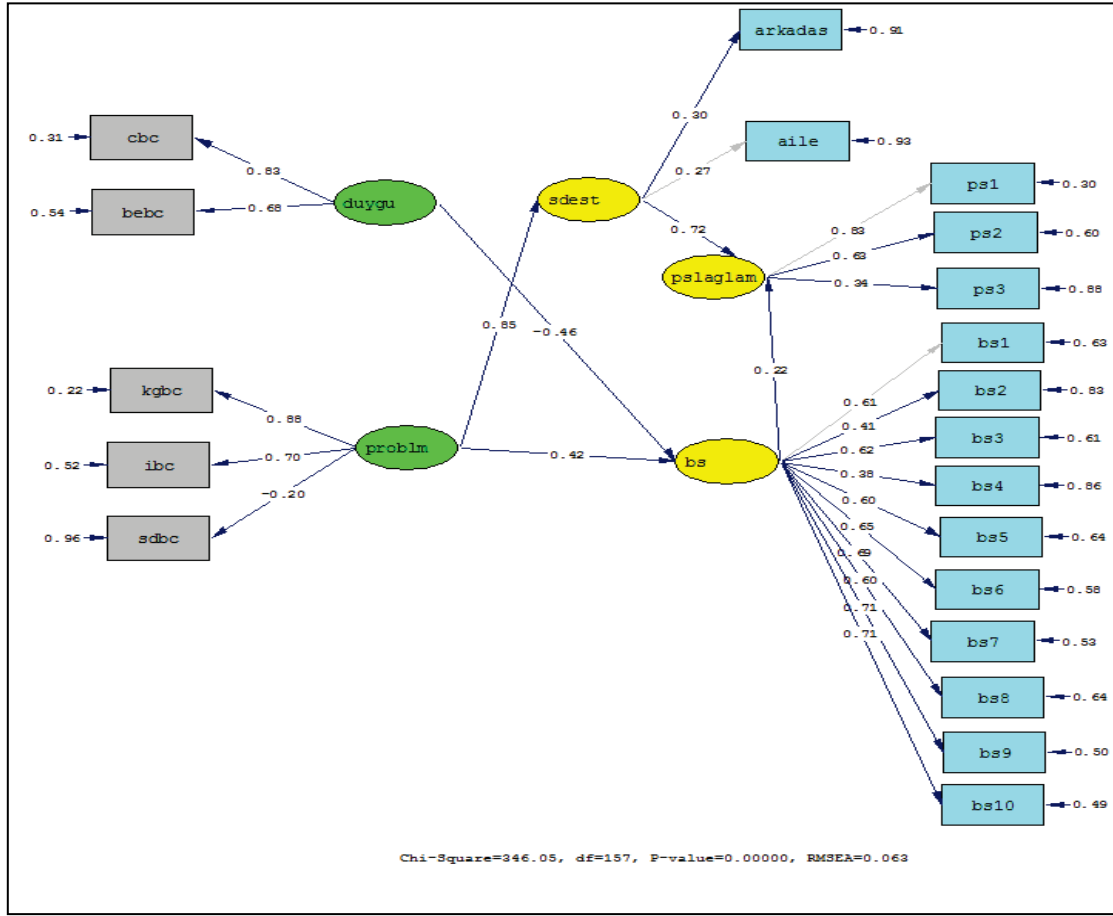 arkadas 0.91
0.30
0.31 cbc
aile 0.93
0.83
0.27
ps1 0.30
0.54 bebc
0.68
duygu
sdest
0.72
0.83
ps2 0.60
0.63
pslaglam
0.34
ps3 0.88
0.85
-0.46
bs1 0.63
0.22
0.22 kgbc
bs2 0.83
0.61
0.88
0.41
problm
bs3 0.61
0.62
0.52 ibc
0.70
0.42
bs
0.38
bs4 0.86
-0.20
0.60
0.96 sdbc
0.65
bs5 0.64
0.69
0.60
bs6 0.58
0.71
0.71
bs7 0.53
bs8 0.64
bs9 0.50
bs10 0.49
Chi-Square=346.05, df=157, P-value=0.00000, RMSEA=0.063